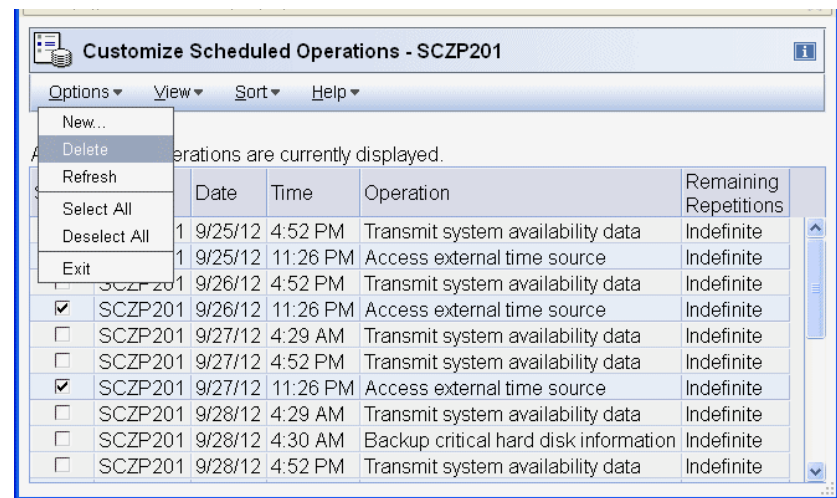 Customize Scheduled Operations - SCZP201
Options View Sort Help
New...
Delete
Refresh
Select All
Deselect All
Exit
erations are currently displayed.
Date Time Operation Remaining Repetitions
1 9/25/12 4:52 PM Transmit system availability data Indefinite
1 9/25/12 11:26 PM Access external time source Indefinite
SCZP201 9/26/12 4:52 PM Transmit system availability data Indefinite
SCZP201 9/26/12 11:26 PM Access external time source Indefinite
SCZP201 9/27/12 4:29 AM Transmit system availability data Indefinite
SCZP201 9/27/12 4:52 PM Transmit system availability data Indefinite
SCZP201 9/27/12 11:26 PM Access external time source Indefinite
SCZP201 9/28/12 4:29 AM Transmit system availability data Indefinite
SCZP201 9/28/12 4:30 AM Backup critical hard disk information Indefinite
SCZP201 9/28/12 4:52 PM Transmit system availability data Indefinite